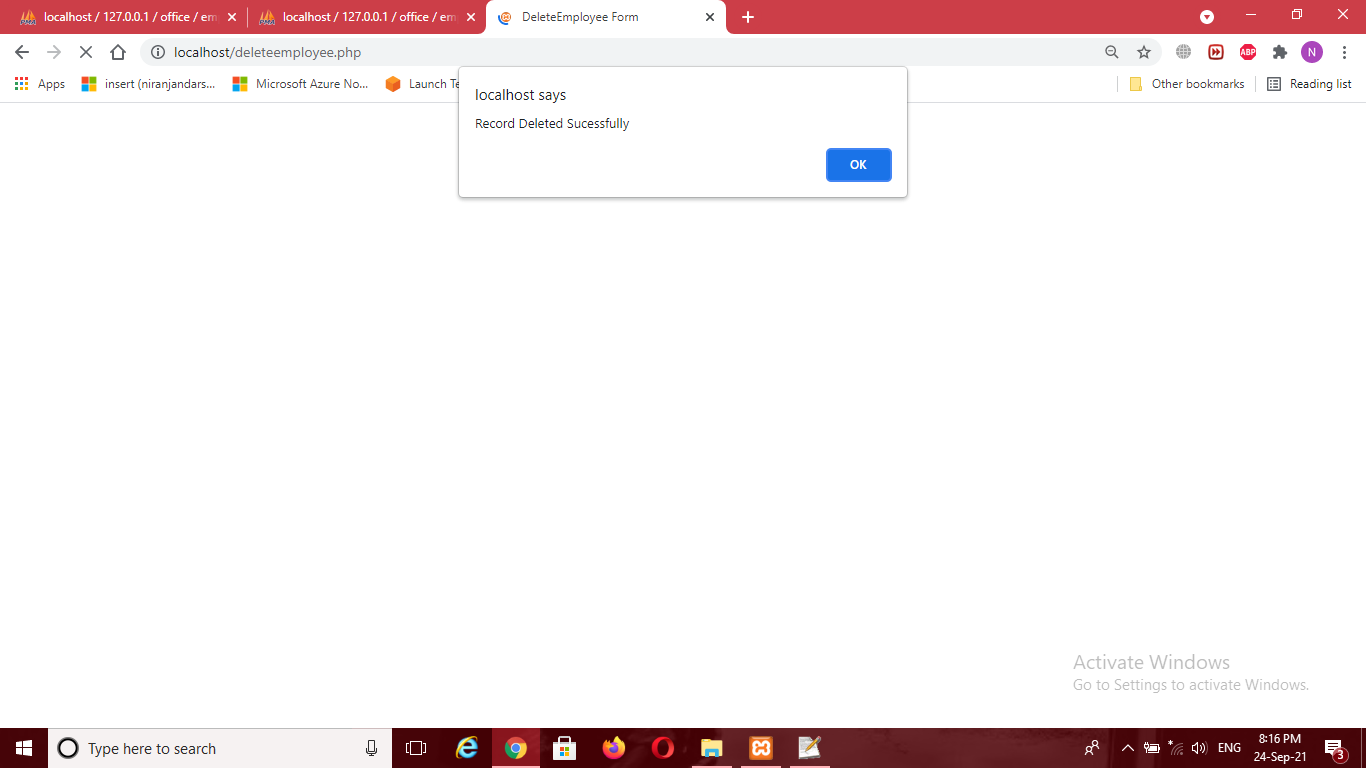 localhost / 127.0.0.1 / office / em
localhost / 127.0.0.1 / office / em
DeleteEmployee Form
localhost/deleteemployee.php
ABP
N
Apps
insert (niranjandars...
Microsoft Azure No...
Launch Te
Other bookmarks
Reading list
localhost says
Record Deleted Sucessfully
OK
Activate Windows
Go to Settings to activate Windows.
Type here to search
ENG
8:16 PM
24-Sep-21
3